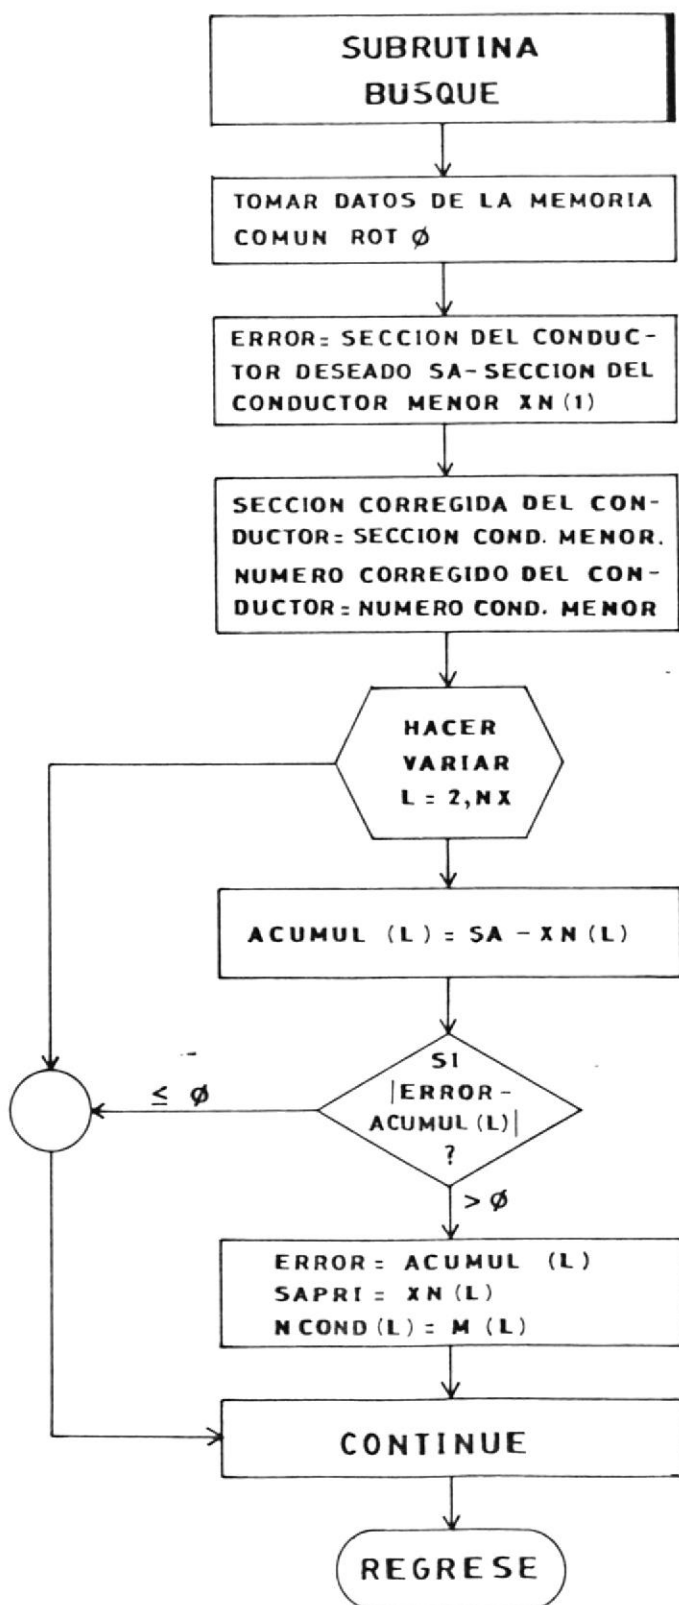 SUBRUTINA
BUSQUE
TOMAR DATOS DE LA MEMORIA
COMUN ROT Ø
ERROR= SECCION DEL CONDUC-
TOR DESEADO SA-SECCION DEL
CONDUCTOR MENOR XN(1)
SECCION CORREGIDA DEL CON-
DUCTOR= SECCION COND. MENOR.
NUMERO CORREGIDO DEL CON-
DUCTOR= NUMERO COND. MENOR
HACER
VARIAR
L = 2,NX
ACUMUL (L) = SA - XN(L)
SI
|ERROR-
ACUMUL(L)|
?
≤ Ø
> Ø
ERROR= ACUMUL (L)
SAPRI = XN(L)
NCOND(L)= M(L)
CONTINUE
REGRESE